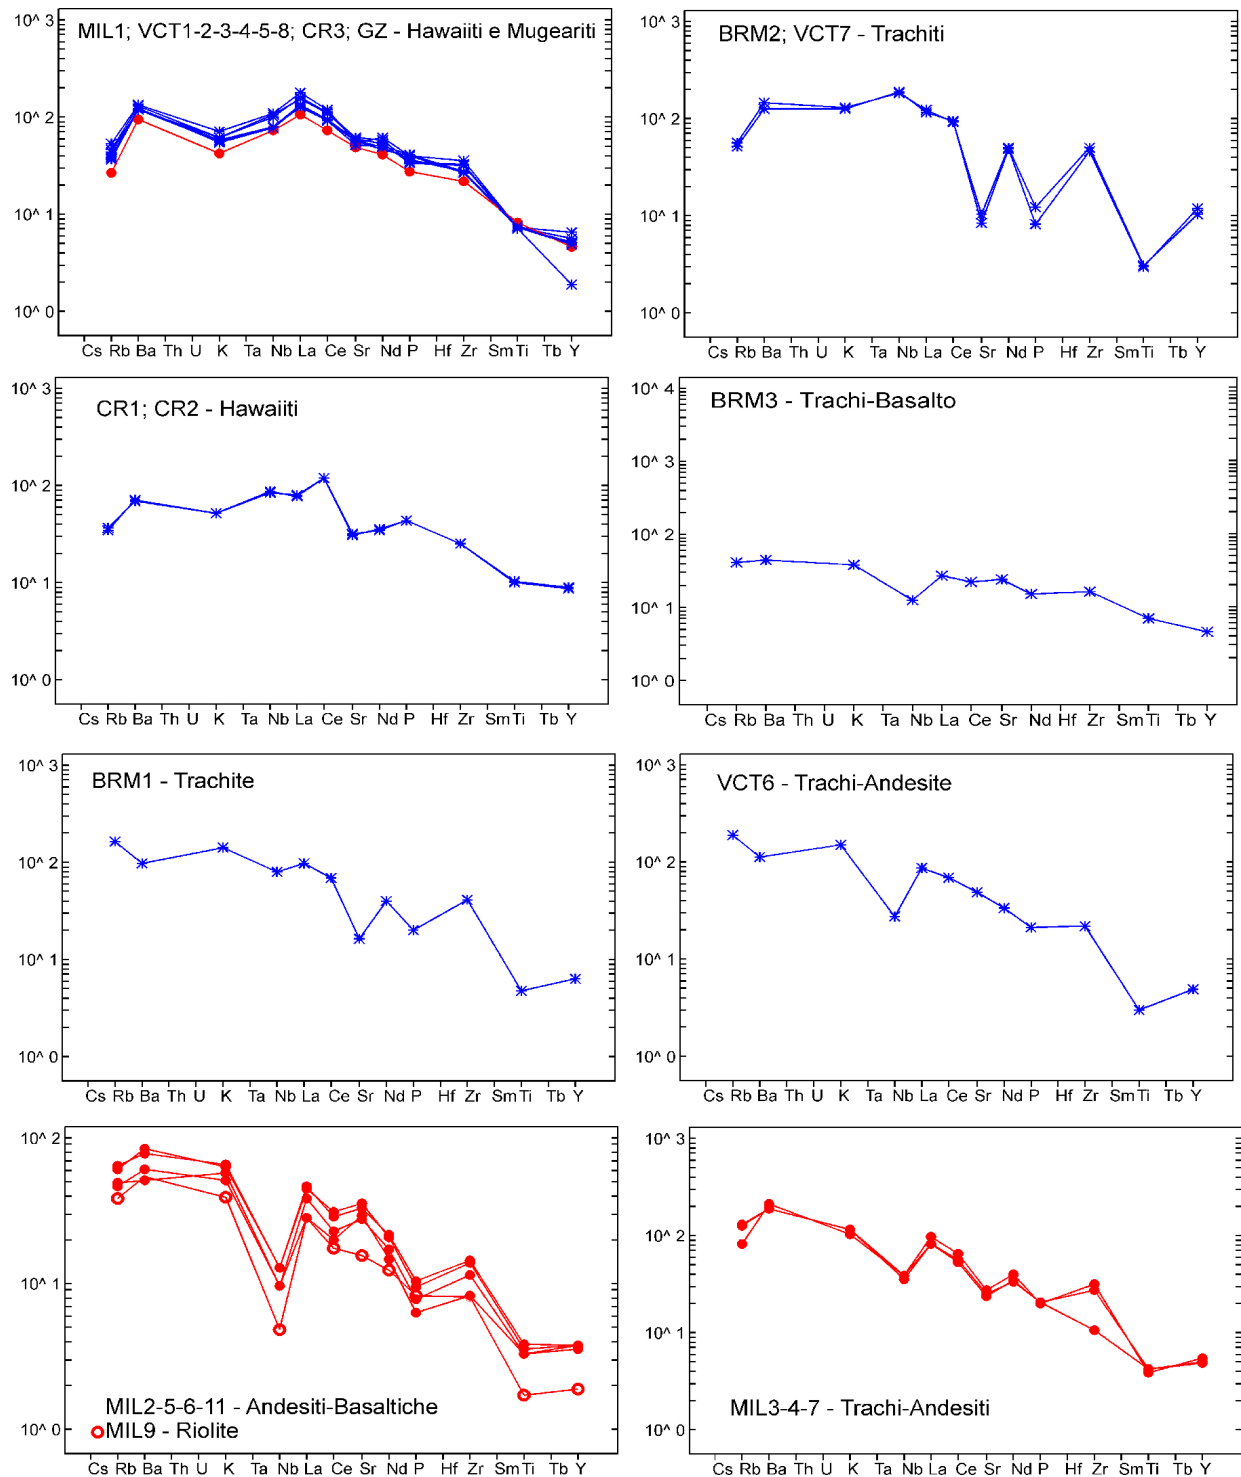 MIL1; VCT1-2-3-4-5-8; CR3; GZ - Hawaiiti e Mugeariti
10^ 3
10^ 2
10^ 1
10^ 0
Cs Rb Ba Th U K Ta Nb La Ce Sr Nd P Hf Zr Sm Ti Tb Y
BRM2; VCT7 - Trachiti
10^ 3
10^ 2
10^ 1
10^ 0
Cs Rb Ba Th U K Ta Nb La Ce Sr Nd P Hf Zr Sm Ti Tb Y
CR1; CR2 - Hawaiiti
10^ 3
10^ 2
10^ 1
10^ 0
Cs Rb Ba Th U K Ta Nb La Ce Sr Nd P Hf Zr Sm Ti Tb Y
BRM3 - Trachi-Basalto
10^ 4
10^ 3
10^ 2
10^ 1
10^ 0
Cs Rb Ba Th U K Ta Nb La Ce Sr Nd Hf Zr Sm Ti Tb Y
BRM1 - Trachite
10^ 3
10^ 2
10^ 1
10^ 0
Cs Rb Ba Th U K Ta Nb La Ce Sr Nd P Hf Zr Sm Ti Tb Y
VCT6 - Trachi-Andesite
10^ 3
10^ 2
10^ 1
10^ 0
Cs Rb Ba Th U K Ta Nb La Ce Sr Nd P Hf Zr Sm Ti Tb Y
10^ 2
10^ 1
10^ 0
MIL2-5-6-11 - Andesiti-Basaltiche
MIL9 - Riolite
Cs Rb Ba Th U K Ta Nb La Ce Sr Nd P Hf Zr Sm Ti Tb Y
10^ 3
10^ 2
10^ 1
10^ 0
MIL3-4-7 - Trachi-Andesiti
Cs Rb Ba Th U K Ta Nb La Ce Sr Nd P Hf Zr Sm Ti Tb Y